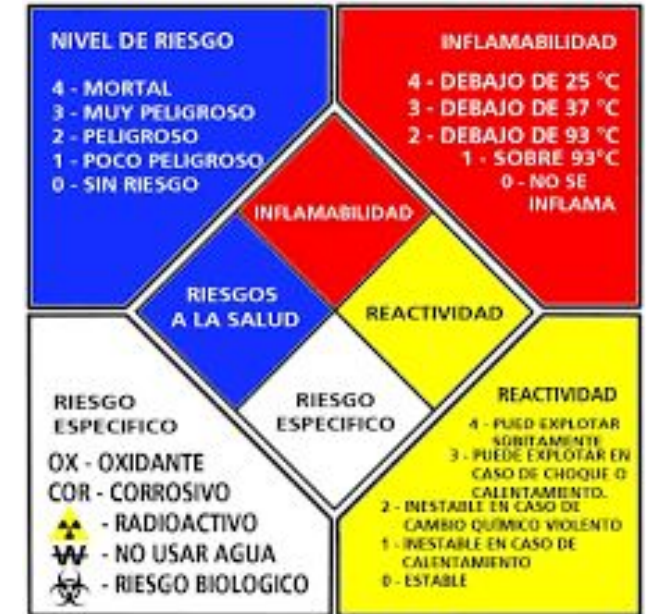 NIVEL DE RIESGO
4 - MORTAL
3 - MUY PELIGROSO
2 - PELIGROSO
1 - POCO PELIGROSO
0 - SIN RIESGO
INFLAMABILIDAD
4 - DEBAJO DE 25 °C
3 - DEBAJO DE 37 °C
2 - DEBAJO DE 93 °C
1 - SOBRE 93°C
0 - NO SE
INFLAMA
INFLAMABILIDAD
RIESGOS
A LA SALUD
REACTIVIDAD
RIESGO
ESPECIFICO
RIESGO
ESPECIFICO
OX - OXIDANTE
COR - CORROSIVO
- RADIOACTIVO
W - NO USAR AGUA
- RIESGO BIOLOGICO
REACTIVIDAD
4 - PUED EXPLOTAR
SÚBITAMENTE
3 - PUEDE EXPLOTAR EN
CASO DE CHOQUE O
CALENTAMIENTO.
2 - INESTABLE EN CASO DE
CAMBIO QUÍMICO VIOLENTO
1 - INESTABLE EN CASO DE
CALENTAMIENTO
0 - ESTABLE